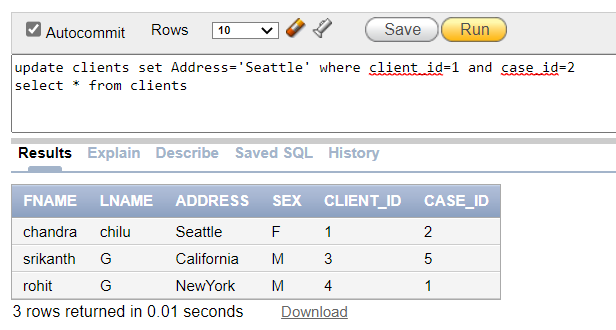 Autocommit Rows 10 Save Run
update clients set Address='Seattle' where client_id=1 and case_id=2
select * from clients
Results Explain Describe Saved SQL History
FNAME LNAME ADDRESS SEX CLIENT_ID CASE_ID
chandra chilu Seattle F 1 2
srikanth G California M 3 5
rohit G NewYork M 4 1
3 rows returned in 0.01 seconds Download